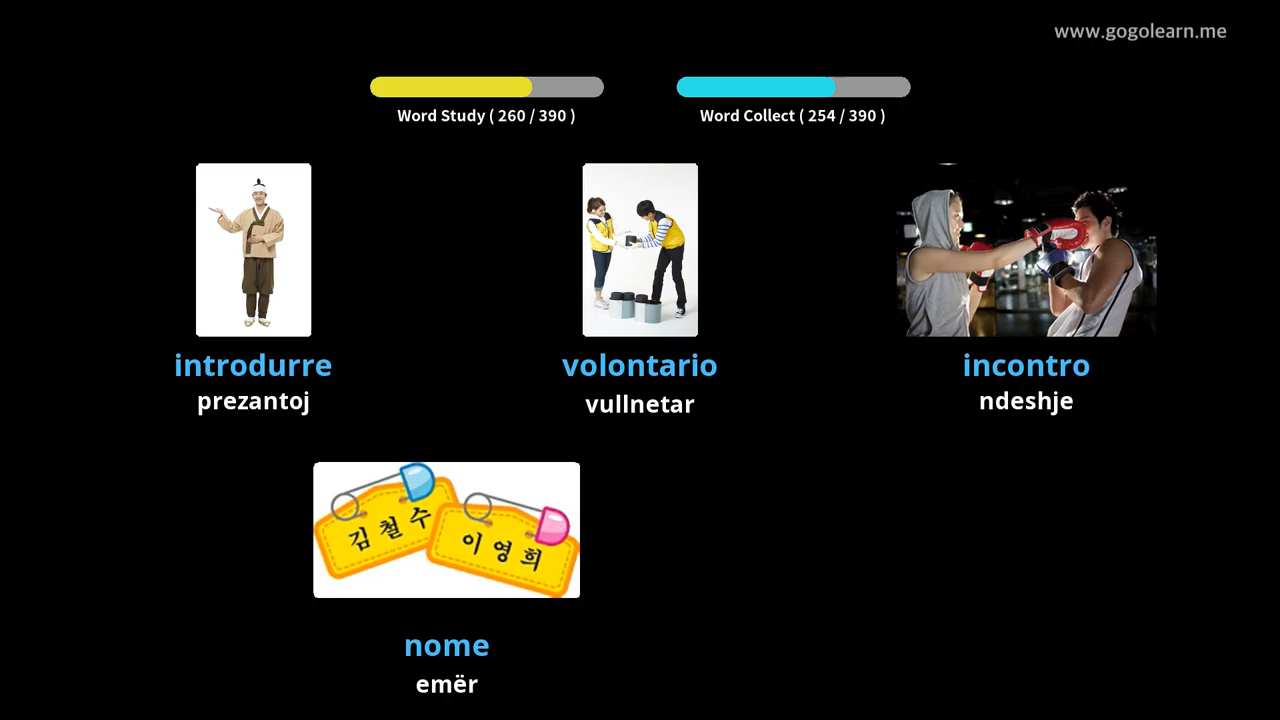 www.gogolearn.me
Word Study ( 260 / 390 )
Word Collect ( 254 / 390 )
introdurre
prezantoj
volontario
vullnetar
incontro
ndeshje
김철수
이영희
nome
emër